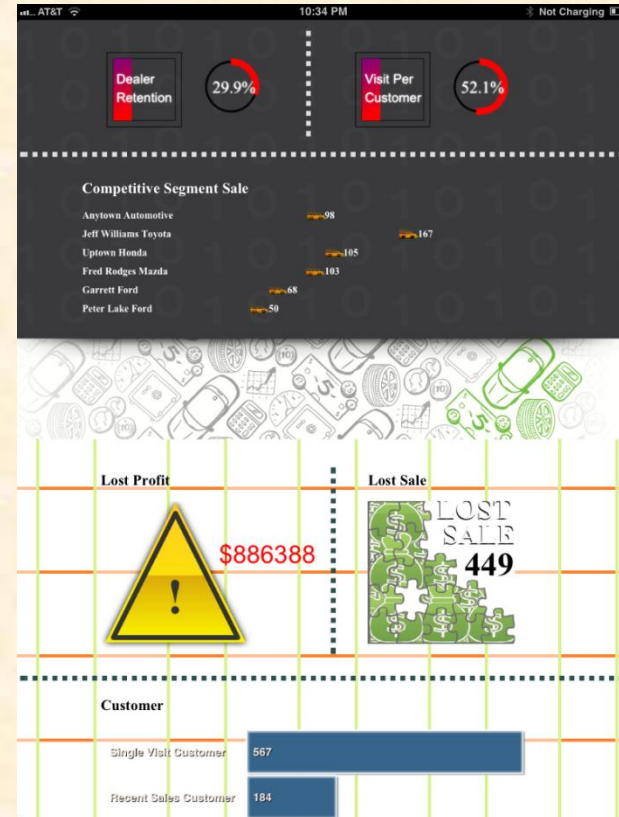 AT&T 10:34 PM Not Charging
Dealer
Retention
29.9%
Visit Per
Customer
52.1%
Competitive Segment Sale
Anytown Automotive 98
Jeff Williams Toyota 167
Uptown Honda 105
Fred Rodges Mazda 103
Garrett Ford 68
Peter Lake Ford 50
Lost Profit
$886388
!
Lost Sale
LOST
SALE
449
Customer
Single Visit Customer 567
Recent Sales Customer 184